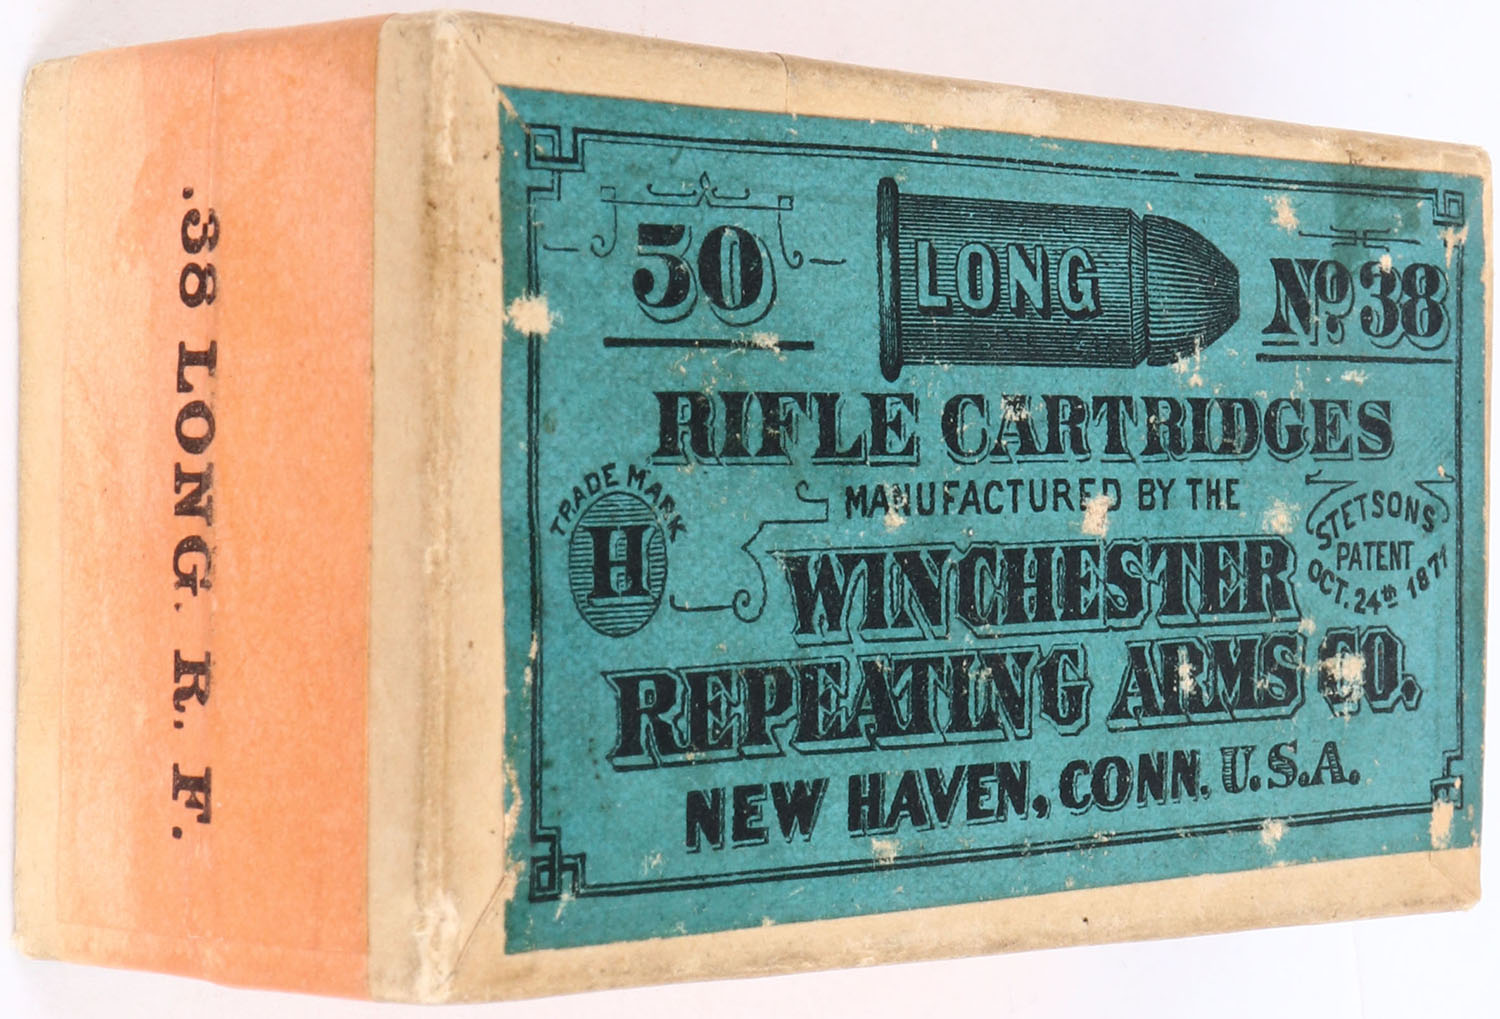 50
LONG
No. 38
RIFLE CARTRIDGES
MANUFACTURED BY THE
TRADE MARK
H
WINCHESTER
STETSONS
PATENT
OCT. 24th 1871
REPEATING ARMS CO.
NEW HAVEN, CONN. U.S.A.
.38 LONG. R. F.